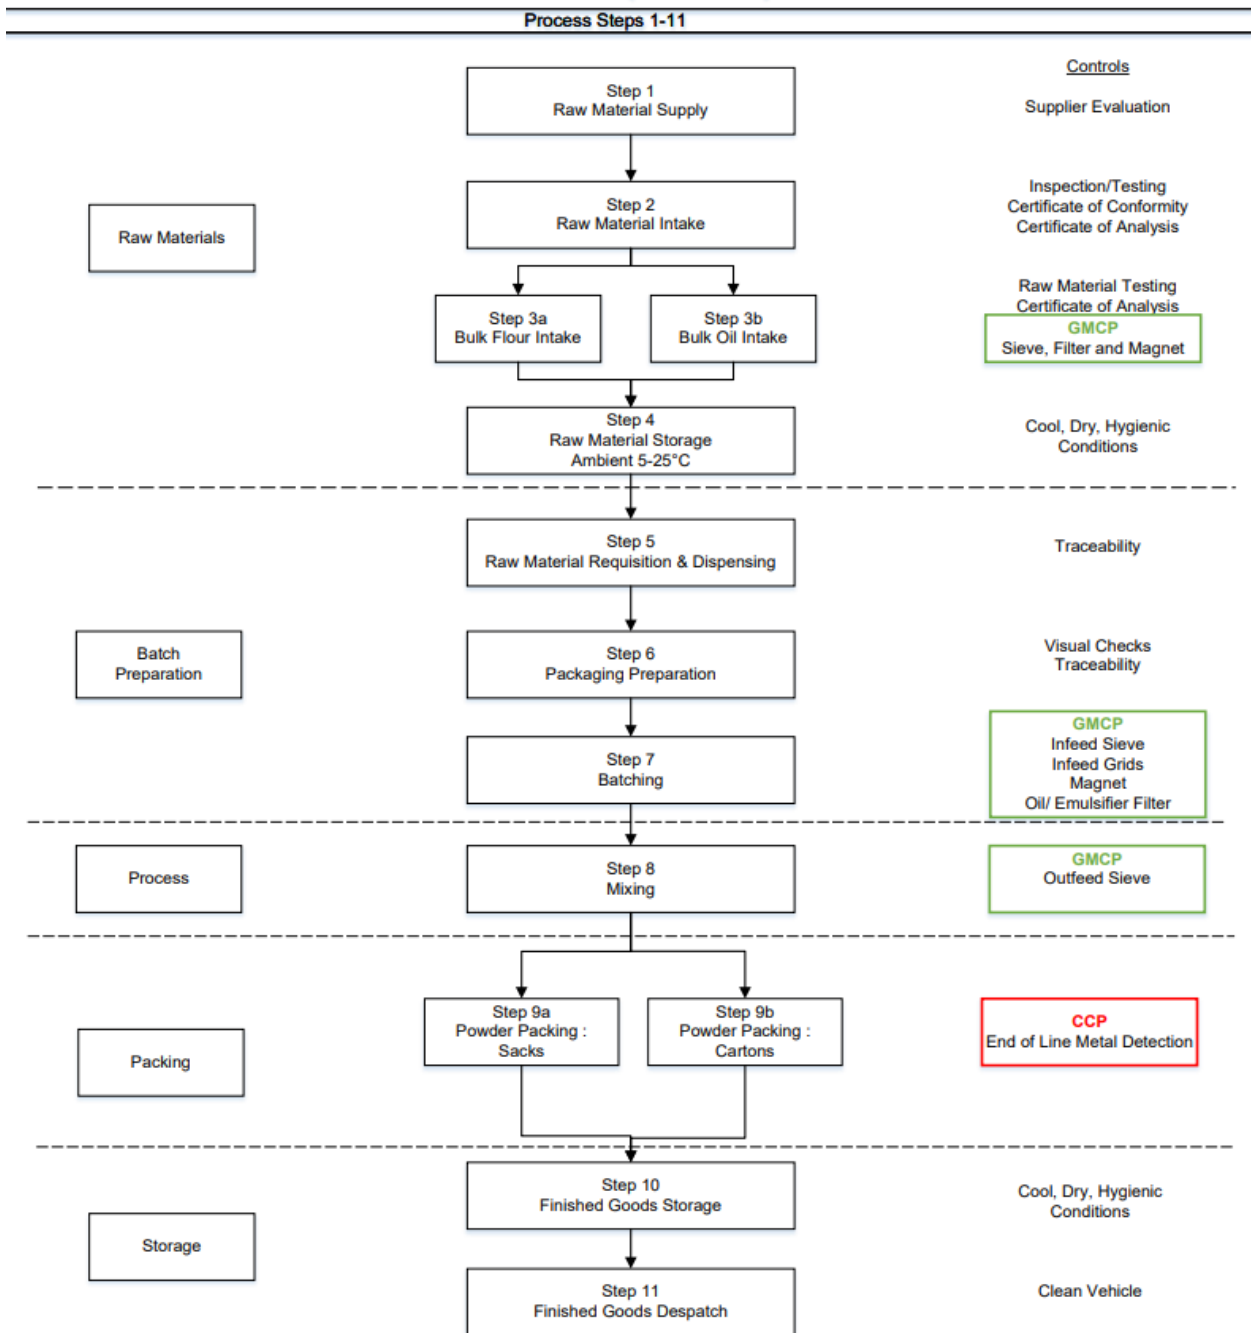 Process Steps 1-11
Controls
Step 1
Raw Material Supply
Supplier Evaluation
Raw Materials
Step 2
Raw Material Intake
Inspection/Testing
Certificate of Conformity
Certificate of Analysis
Step 3a
Bulk Flour Intake
Step 3b
Bulk Oil Intake
Raw Material Testing
Certificate of Analysis
GMCP
Sieve, Filter and Magnet
Step 4
Raw Material Storage
Ambient 5-25°C
Cool, Dry, Hygienic
Conditions
Step 5
Raw Material Requisition & Dispensing
Traceability
Batch
Preparation
Step 6
Packaging Preparation
Visual Checks
Traceability
Step 7
Batching
GMCP
Infeed Sieve
Infeed Grids
Magnet
Oil/ Emulsifier Filter
Process
Step 8
Mixing
GMCP
Outfeed Sieve
Packing
Step 9a
Powder Packing :
Sacks
Step 9b
Powder Packing :
Cartons
CCP
End of Line Metal Detection
Storage
Step 10
Finished Goods Storage
Cool, Dry, Hygienic
Conditions
Step 11
Finished Goods Despatch
Clean Vehicle